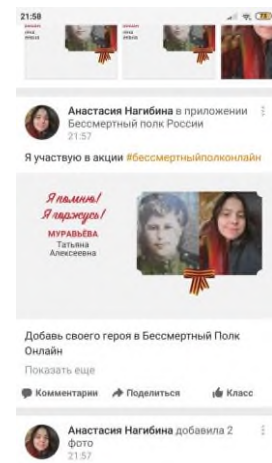 21:58
78
Анастасия Нагибина в приложении
Бессмертный полк России
21:57
Я участвую в акции #бессмертныйполконлайн
Я помню!
Я горжусь!
МУРАВЬЁВА
Татьяна
Алексеевна
Добавь своего героя в Бессмертный Полк
Онлайн
Показать еще
Комментарии Поделиться Класс
Анастасия Нагибина добавила 2
фото
21:57